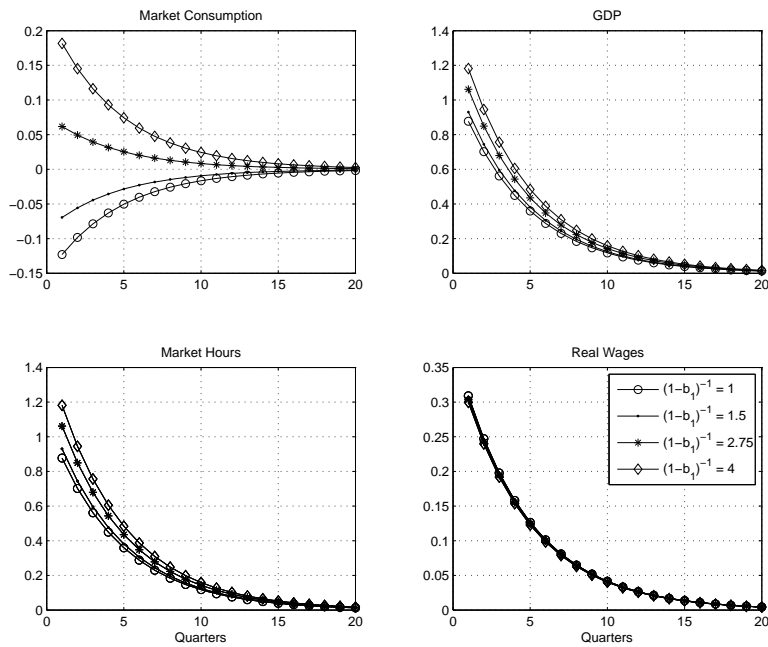 Market Consumption
0.2
0.15
0.1
0.05
0
−0.05
−0.1
−0.15
0 5 10 15 20
GDP
1.4
1.2
1
0.8
0.6
0.4
0.2
0
0 5 10 15 20
Market Hours
1.4
1.2
1
0.8
0.6
0.4
0.2
0
0 5 10 15 20
Quarters
Real Wages
0.35
0.3
0.25
0.2
0.15
0.1
0.05
0
0 5 10 15 20
Quarters
(1−b₁)⁻¹ = 1
(1−b₁)⁻¹ = 1.5
(1−b₁)⁻¹ = 2.75
(1−b₁)⁻¹ = 4